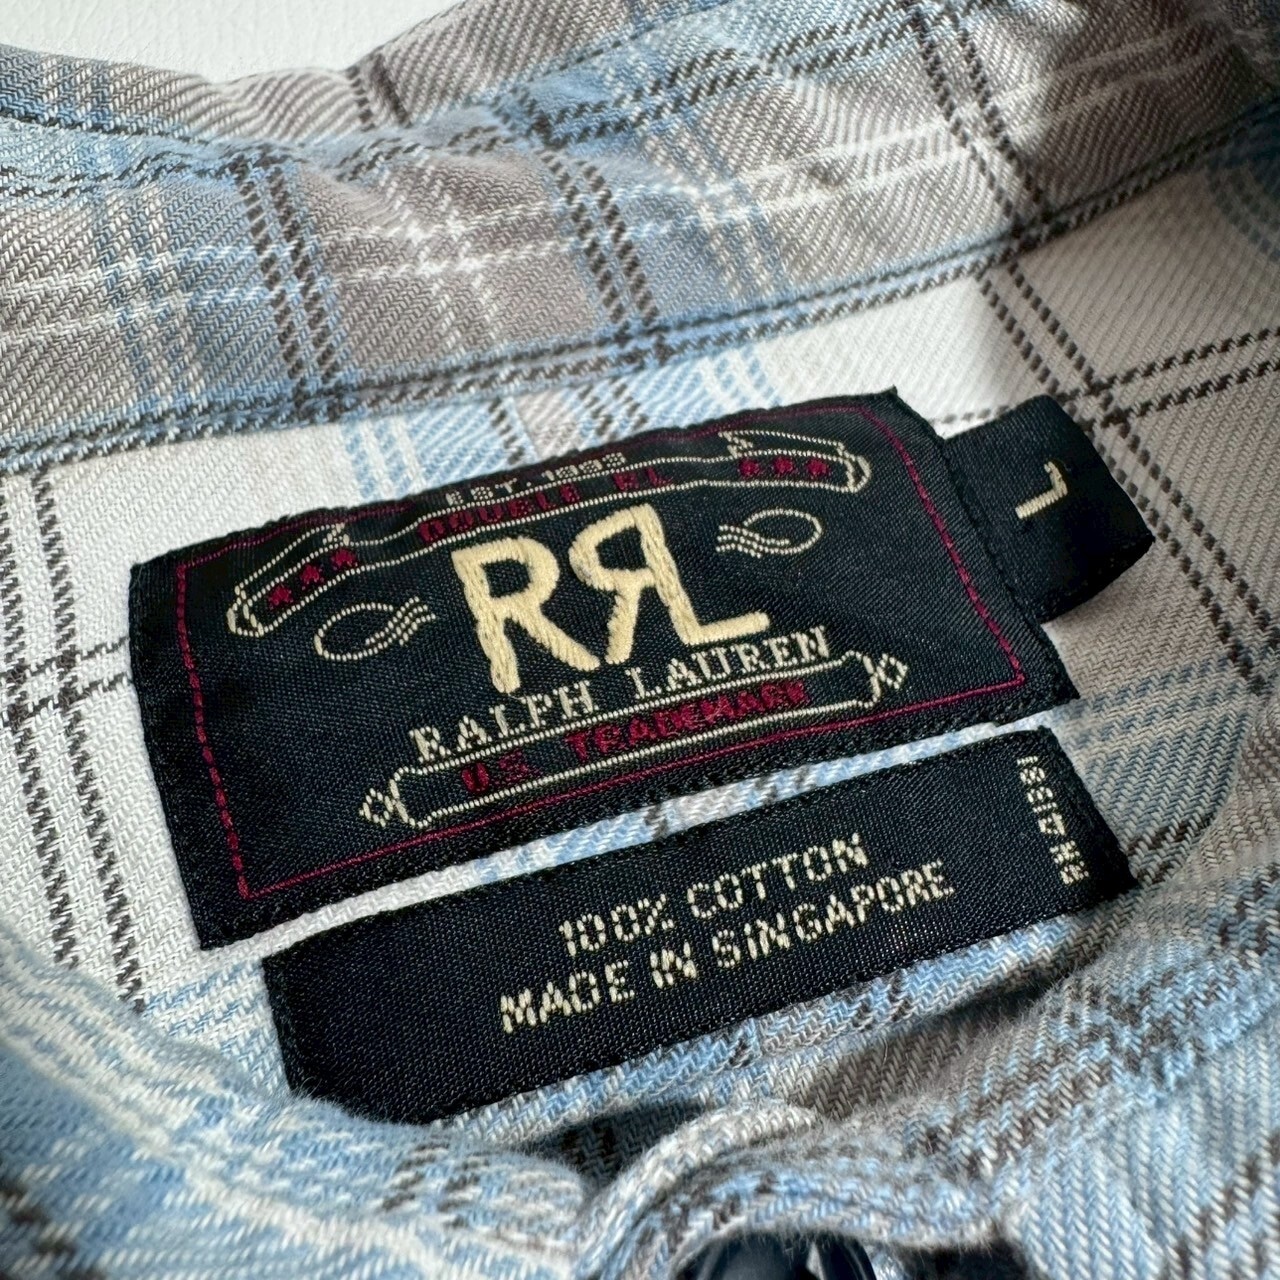 EST. 1993
DOUBLE RL
RRL
RALPH LAUREN
U.S. TRADEMARK
L
100% COTTON
MADE IN SINGAPORE